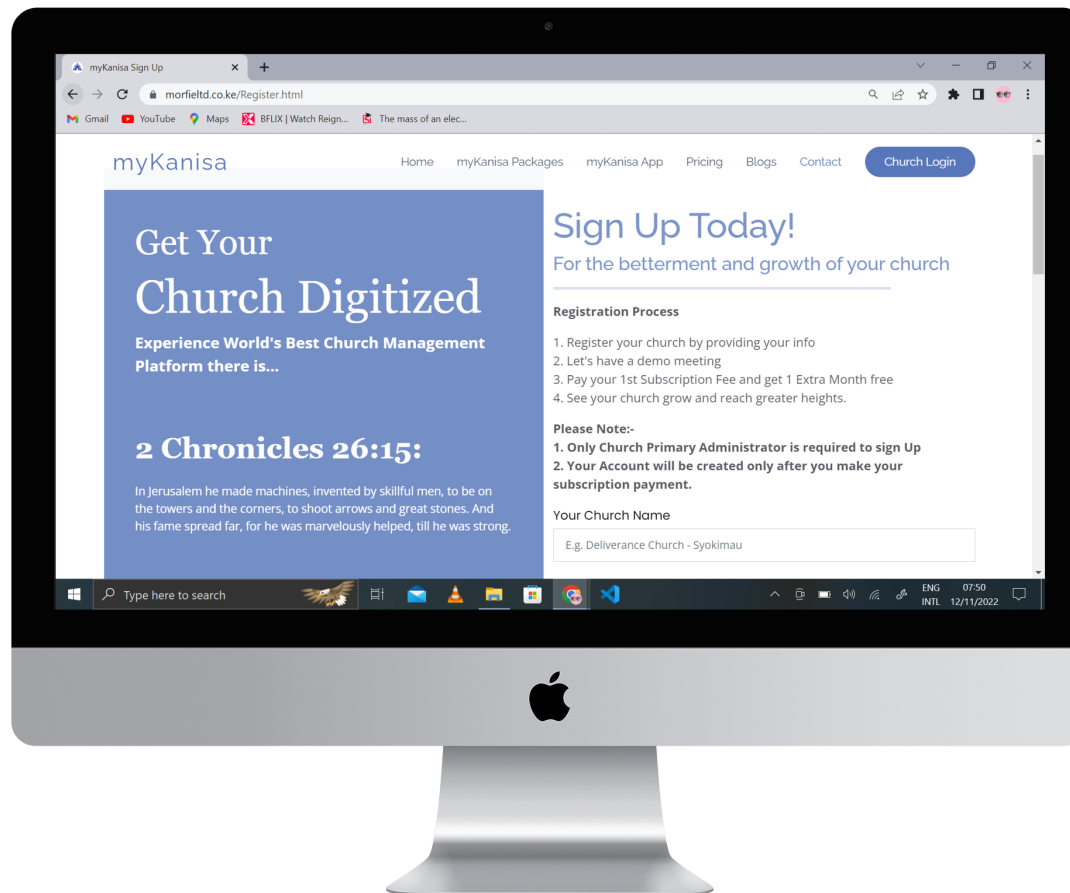 myKanisa Sign Up
morfieltd.co.ke/Register.html
Gmail YouTube Maps BFLIX | Watch Reign... The mass of an elec...
myKanisa Home myKanisa Packages myKanisa App Pricing Blogs Contact Church Login
Get Your
Church Digitized
Experience World's Best Church Management
Platform there is...
2 Chronicles 26:15:
In Jerusalem he made machines, invented by skillful men, to be on
the towers and the corners, to shoot arrows and great stones. And
his fame spread far, for he was marvelously helped, till he was strong.
Sign Up Today!
For the betterment and growth of your church
Registration Process
1. Register your church by providing your info
2. Let's have a demo meeting
3. Pay your 1st Subscription Fee and get 1 Extra Month free
4. See your church grow and reach greater heights.
Please Note:-
1. Only Church Primary Administrator is required to sign Up
2. Your Account will be created only after you make your
subscription payment.
Your Church Name
E.g. Deliverance Church - Syokimau
Type here to search
ENG 07:50
INTL 12/11/2022